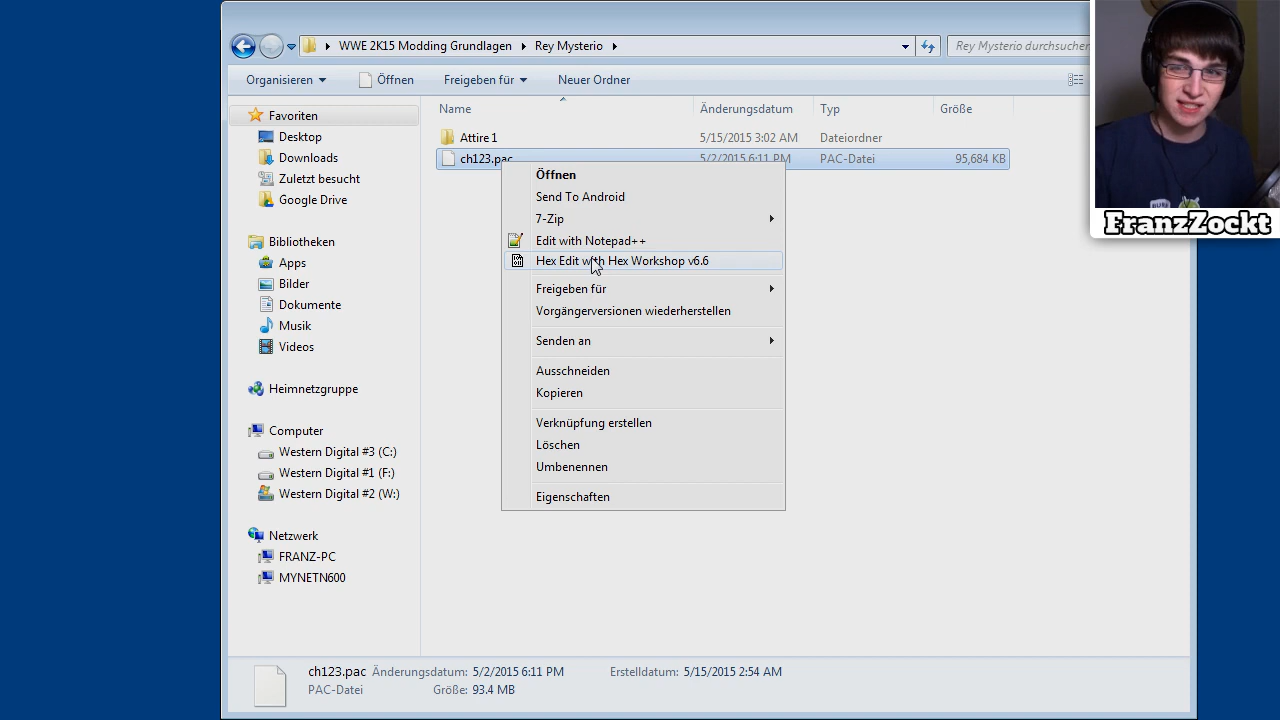 WWE 2K15 Modding Grundlagen Rey Mysterio
Rey Mysterio durchsuchen
Organisieren Öffnen Freigeben für Neuer Ordner
Name Änderungsdatum Typ Größe
Favoriten
Desktop
Downloads
Zuletzt besucht
Google Drive
Bibliotheken
Apps
Bilder
Dokumente
Musik
Videos
Heimnetzgruppe
Computer
Western Digital #3 (C:)
Western Digital #1 (F:)
Western Digital #2 (W:)
Netzwerk
FRANZ-PC
MYNETN600
Attire 1 5/15/2015 3:02 AM Dateiordner
ch123.pac 5/2/2015 6:11 PM PAC-Datei 95,684 KB
Öffnen
Send To Android
7-Zip
Edit with Notepad++
Hex Edit with Hex Workshop v6.6
Freigeben für
Vorgängerversionen wiederherstellen
Senden an
Ausschneiden
Kopieren
Verknüpfung erstellen
Löschen
Umbenennen
Eigenschaften
ch123.pac Änderungsdatum: 5/2/2015 6:11 PM Erstelldatum: 5/15/2015 2:54 AM
PAC-Datei Größe: 93.4 MB
FranzZockt